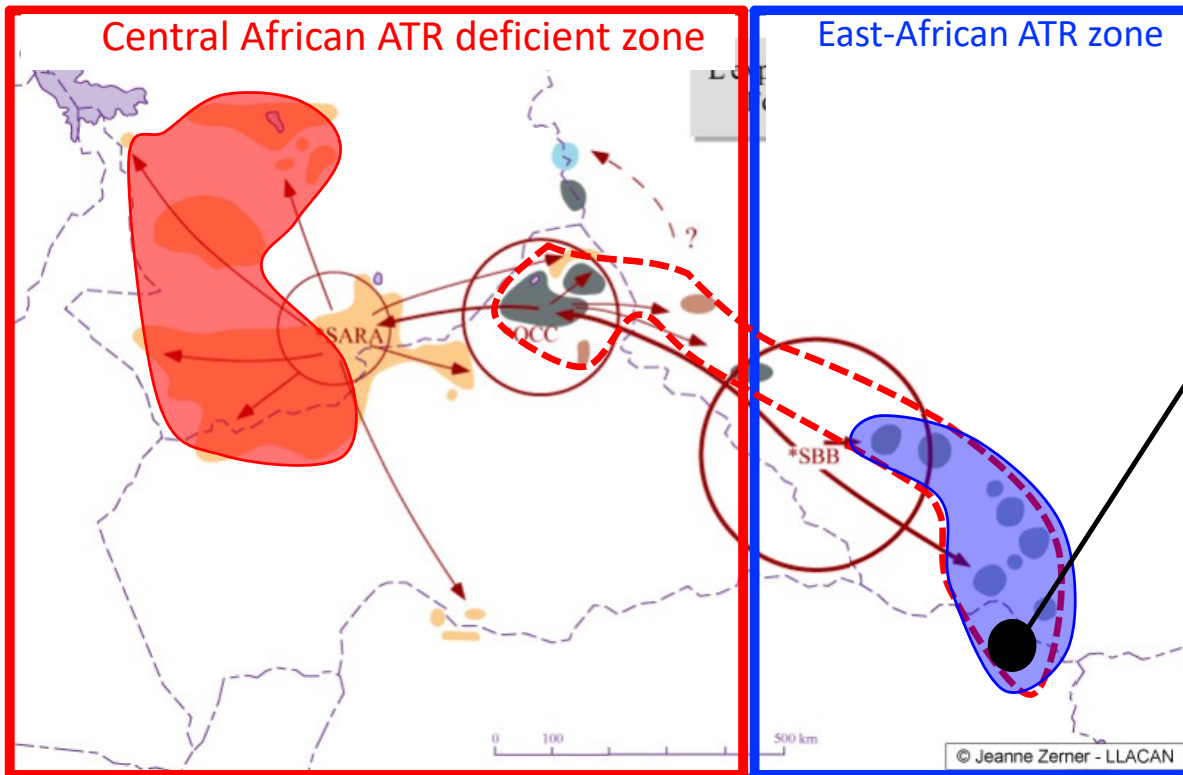 Central African ATR deficient zone
East-African ATR zone
?
*SARA
OCC
*SBB
0 100 500 km
© Jeanne Zerner - LLACAN